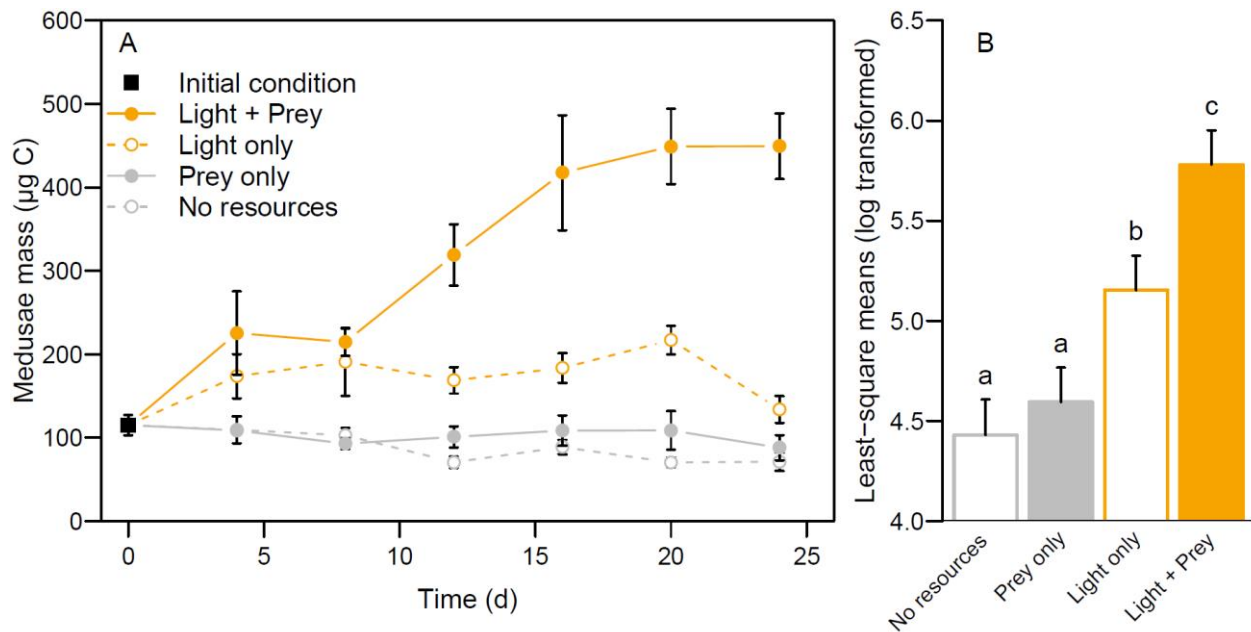 A
Initial condition
Light + Prey
Light only
Prey only
No resources
Medusae mass (µg C)
600
500
400
300
200
100
0
0 5 10 15 20 25
Time (d)
B
Least−square means (log transformed)
6.5
6.0
5.5
5.0
4.5
4.0
a
a
b
c
No resources
Prey only
Light only
Light + Prey